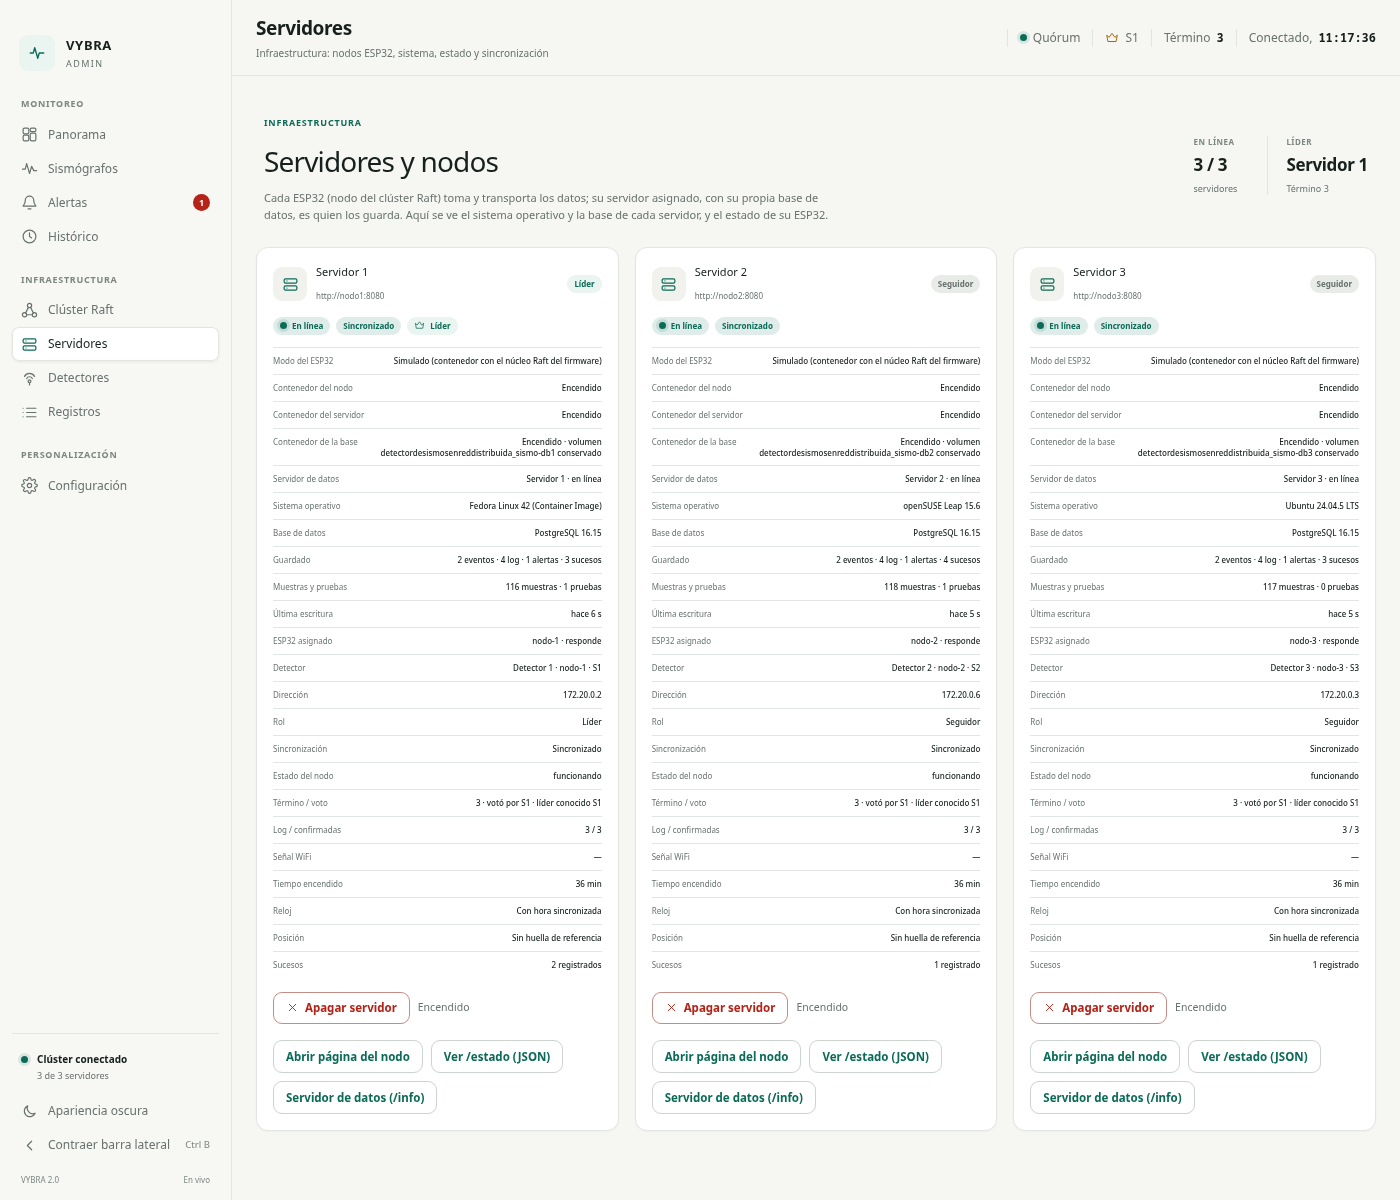 VYBRA
ADMIN
MONITOREO
Panorama
Sismógrafos
Alertas 1
Histórico
INFRAESTRUCTURA
Clúster Raft
Servidores
Detectores
Registros
PERSONALIZACIÓN
Configuración
Clúster conectado
3 de 3 servidores
Apariencia oscura
Contraer barra lateral Ctrl B
VYBRA 2.0 En vivo
Servidores
Infraestructura: nodos ESP32, sistema, estado y sincronización
Quórum S1 Término 3 Conectado, 11:17:36
INFRAESTRUCTURA
Servidores y nodos
Cada ESP32 (nodo del clúster Raft) toma y transporta los datos; su servidor asignado, con su propia base de
datos, es quien los guarda. Aquí se ve el sistema operativo y la base de cada servidor, y el estado de su ESP32.
EN LÍNEA
3 / 3
servidores
LÍDER
Servidor 1
Término 3
Servidor 1
http://nodo1:8080
Líder
En línea Sincronizado Líder
Modo del ESP32 Simulado (contenedor con el núcleo Raft del firmware)
Contenedor del nodo Encendido
Contenedor del servidor Encendido
Contenedor de la base Encendido · volumen
detectordesismosenreddistribuida_sismo-db1 conservado
Servidor de datos Servidor 1 · en línea
Sistema operativo Fedora Linux 42 (Container Image)
Base de datos PostgreSQL 16.15
Guardado 2 eventos · 4 log · 1 alertas · 3 sucesos
Muestras y pruebas 116 muestras · 1 pruebas
Última escritura hace 6 s
ESP32 asignado nodo-1 · responde
Detector Detector 1 · nodo-1 · S1
Dirección 172.20.0.2
Rol Líder
Sincronización Sincronizado
Estado del nodo funcionando
Término / voto 3 · votó por S1 · líder conocido S1
Log / confirmadas 3 / 3
Señal WiFi —
Tiempo encendido 36 min
Reloj Con hora sincronizada
Posición Sin huella de referencia
Sucesos 2 registrados
Apagar servidor Encendido
Abrir página del nodo Ver /estado (JSON)
Servidor de datos (/info)
Servidor 2
http://nodo2:8080
Seguidor
En línea Sincronizado
Modo del ESP32 Simulado (contenedor con el núcleo Raft del firmware)
Contenedor del nodo Encendido
Contenedor del servidor Encendido
Contenedor de la base Encendido · volumen
detectordesismosenreddistribuida_sismo-db2 conservado
Servidor de datos Servidor 2 · en línea
Sistema operativo openSUSE Leap 15.6
Base de datos PostgreSQL 16.15
Guardado 2 eventos · 4 log · 1 alertas · 4 sucesos
Muestras y pruebas 118 muestras · 1 pruebas
Última escritura hace 5 s
ESP32 asignado nodo-2 · responde
Detector Detector 2 · nodo-2 · S2
Dirección 172.20.0.6
Rol Seguidor
Sincronización Sincronizado
Estado del nodo funcionando
Término / voto 3 · votó por S1 · líder conocido S1
Log / confirmadas 3 / 3
Señal WiFi —
Tiempo encendido 36 min
Reloj Con hora sincronizada
Posición Sin huella de referencia
Sucesos 1 registrado
Apagar servidor Encendido
Abrir página del nodo Ver /estado (JSON)
Servidor de datos (/info)
Servidor 3
http://nodo3:8080
Seguidor
En línea Sincronizado
Modo del ESP32 Simulado (contenedor con el núcleo Raft del firmware)
Contenedor del nodo Encendido
Contenedor del servidor Encendido
Contenedor de la base Encendido · volumen
detectordesismosenreddistribuida_sismo-db3 conservado
Servidor de datos Servidor 3 · en línea
Sistema operativo Ubuntu 24.04.5 LTS
Base de datos PostgreSQL 16.15
Guardado 2 eventos · 4 log · 1 alertas · 3 sucesos
Muestras y pruebas 117 muestras · 0 pruebas
Última escritura hace 5 s
ESP32 asignado nodo-3 · responde
Detector Detector 3 · nodo-3 · S3
Dirección 172.20.0.3
Rol Seguidor
Sincronización Sincronizado
Estado del nodo funcionando
Término / voto 3 · votó por S1 · líder conocido S1
Log / confirmadas 3 / 3
Señal WiFi —
Tiempo encendido 36 min
Reloj Con hora sincronizada
Posición Sin huella de referencia
Sucesos 1 registrado
Apagar servidor Encendido
Abrir página del nodo Ver /estado (JSON)
Servidor de datos (/info)